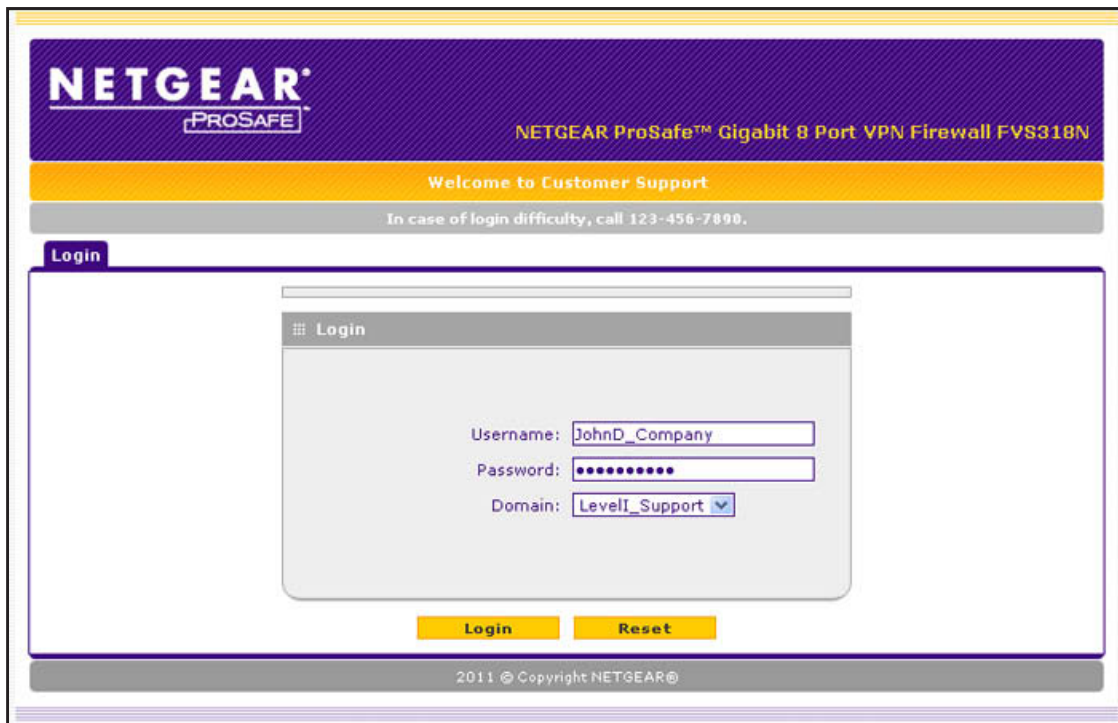 NETGEAR®
PROSAFE™
NETGEAR ProSafe™ Gigabit 8 Port VPN Firewall FVS318N
Welcome to Customer Support
In case of login difficulty, call 123-456-7890.
Login
Login
Username: JohnD_Company
Password: ••••••••••
Domain: LevelI_Support
Login Reset
2011 © Copyright NETGEAR®